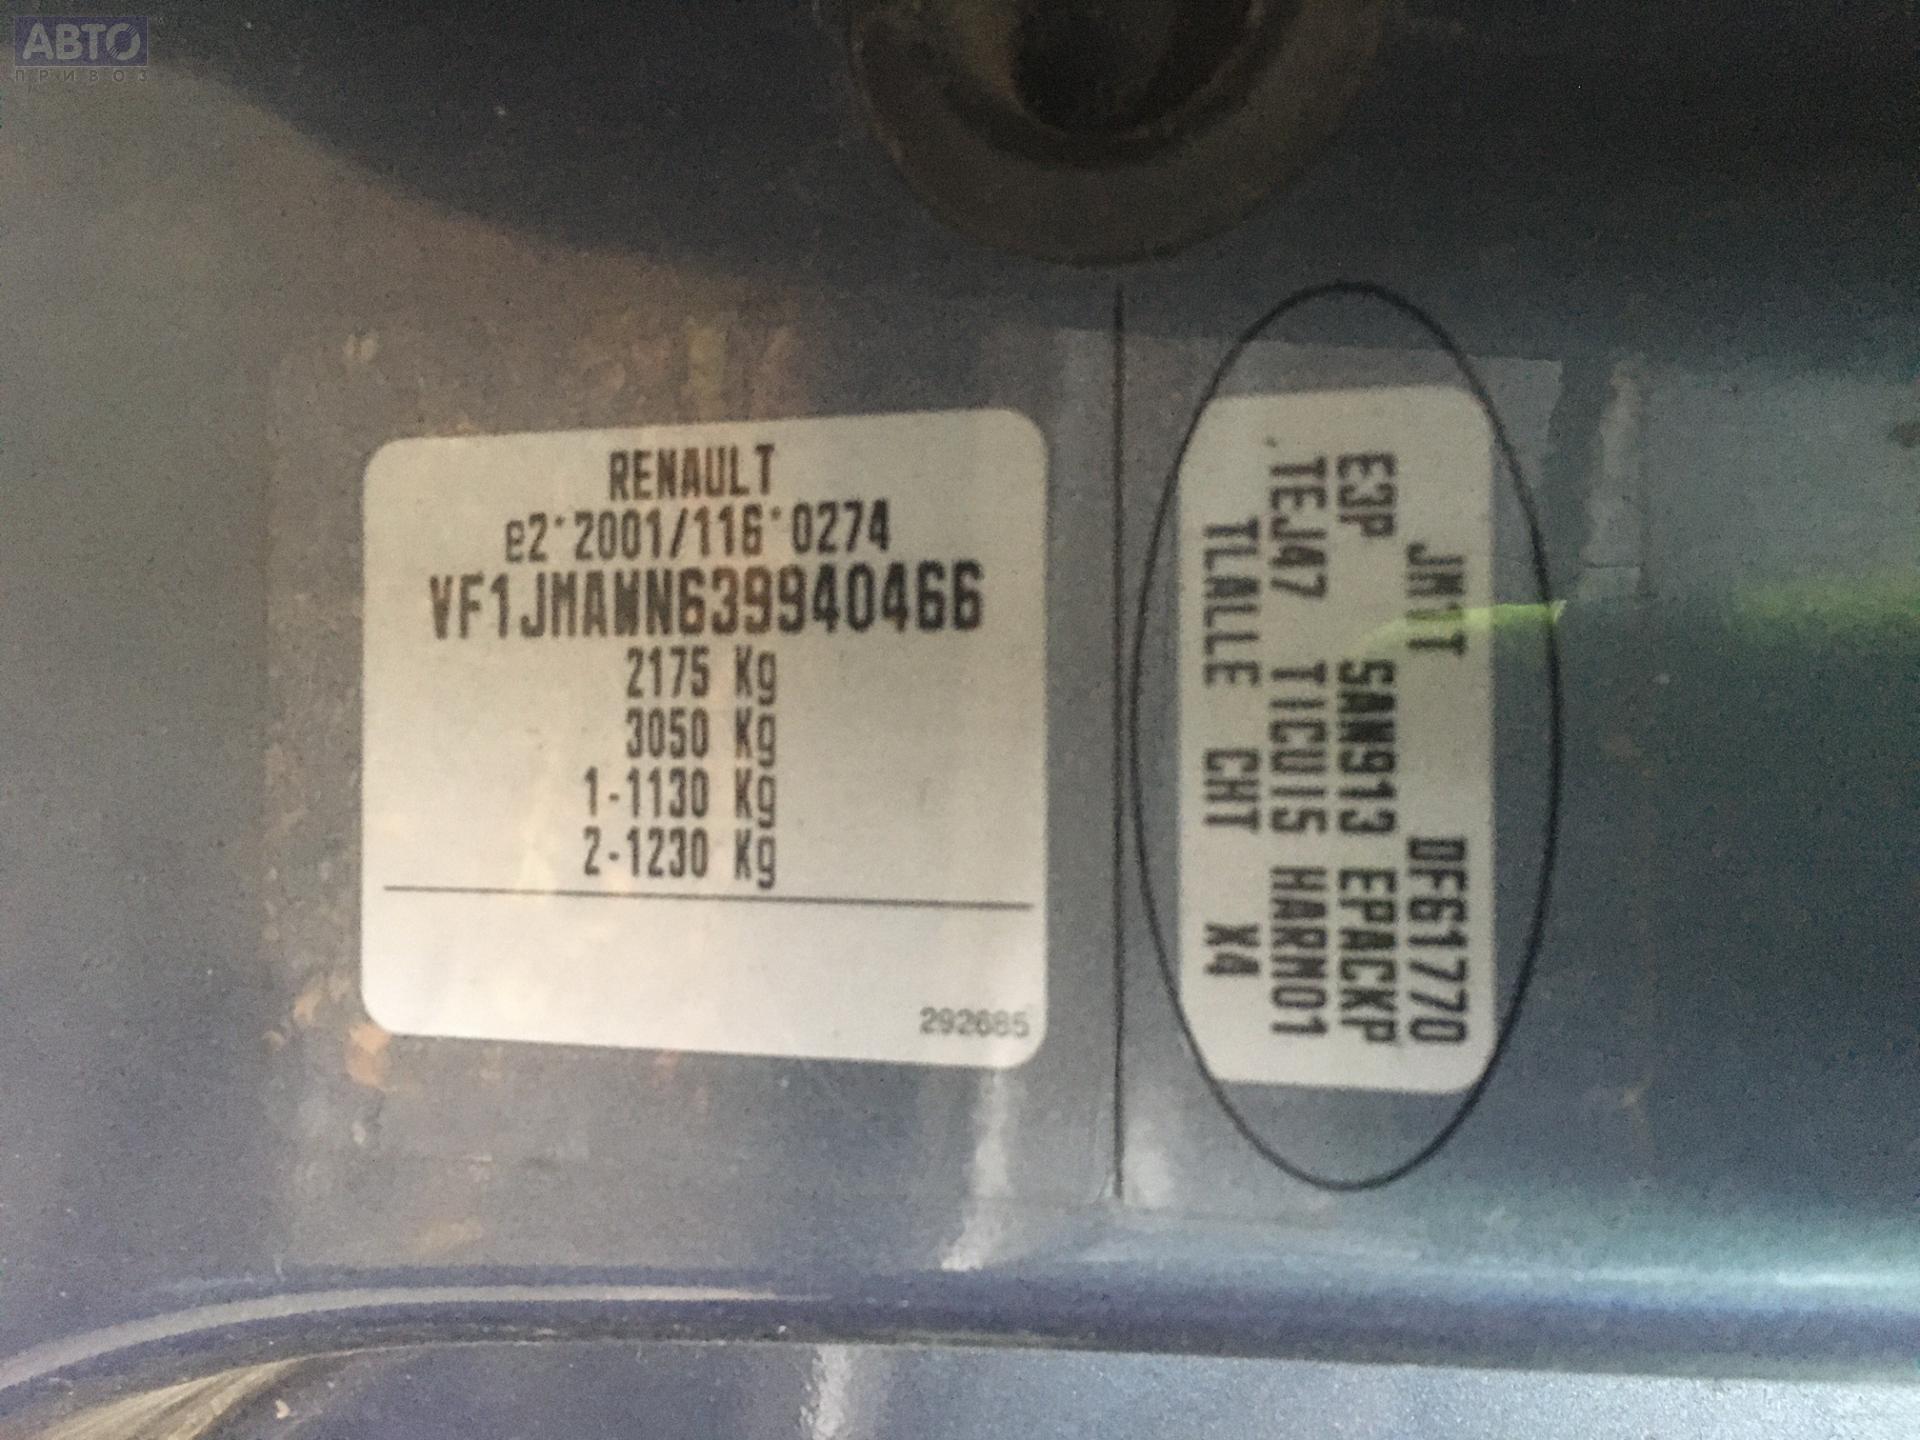 АВТО
ПРИВОЗ
RENAULT
e2*2001/116*0274
VF1JMAWN639940466
2175 Kg
3050 Kg
1-1130 Kg
2-1230 Kg
292685
JM1T DF61770
E3P SAN913 EPACKP
TEJ47 TICUIS HARM01
TLALLE CHT X4